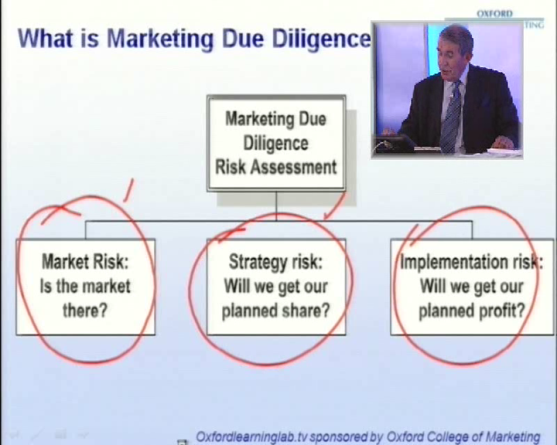 OXFORD
TING
What is Marketing Due Diligence
Marketing Due
Diligence
Risk Assessment
Market Risk:
Is the market
there?
Strategy risk:
Will we get our
planned share?
Implementation risk:
Will we get our
planned profit?
Oxfordlearninglab.tv sponsored by Oxford College of Marketing